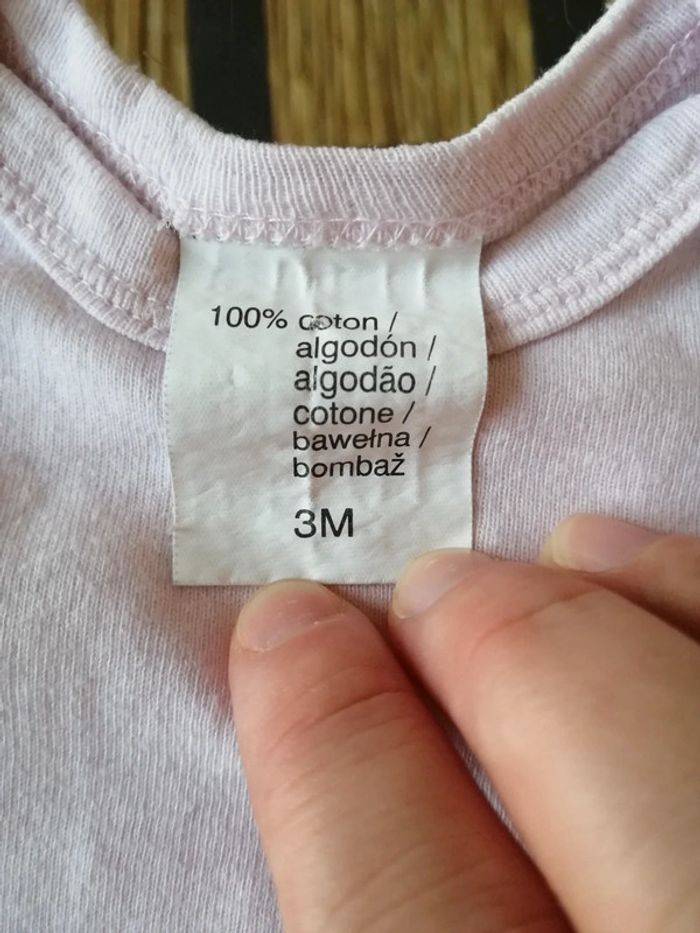 100% coton /
algodón /
algodão /
cotone /
bawełna /
bombaž
3M